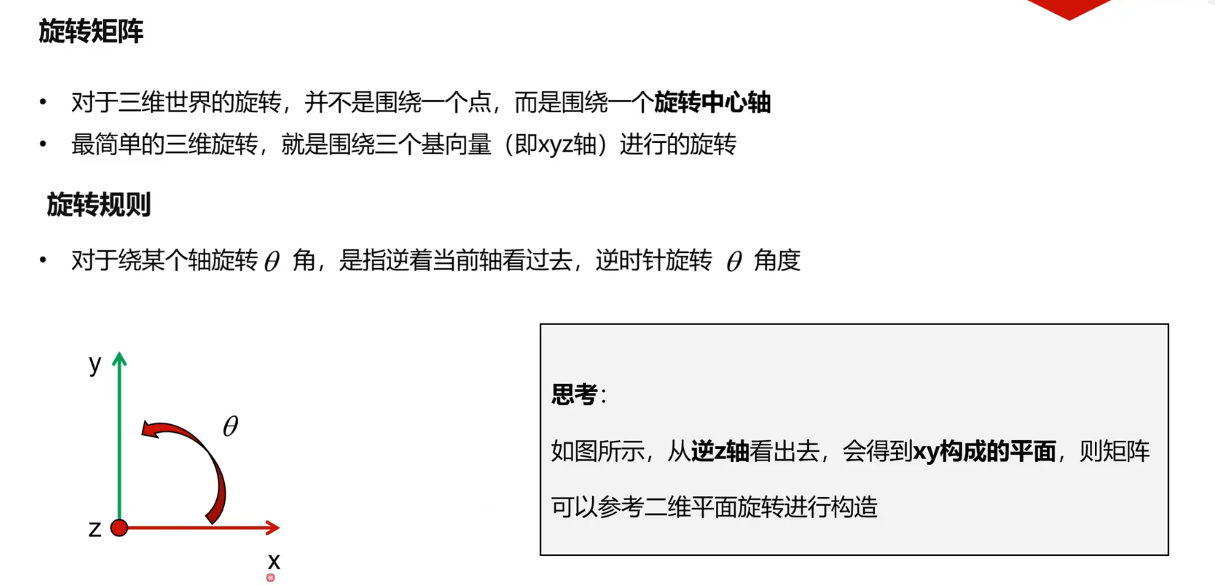 旋转矩阵
• 对于三维世界的旋转，并不是围绕一个点，而是围绕一个旋转中心轴
• 最简单的三维旋转，就是围绕三个基向量（即xyz轴）进行的旋转
旋转规则
• 对于绕某个轴旋转 θ 角，是指逆着当前轴看过去，逆时针旋转 θ 角度
y
θ
z
x
思考：
如图所示，从逆z轴看出去，会得到xy构成的平面，则矩阵
可以参考二维平面旋转进行构造